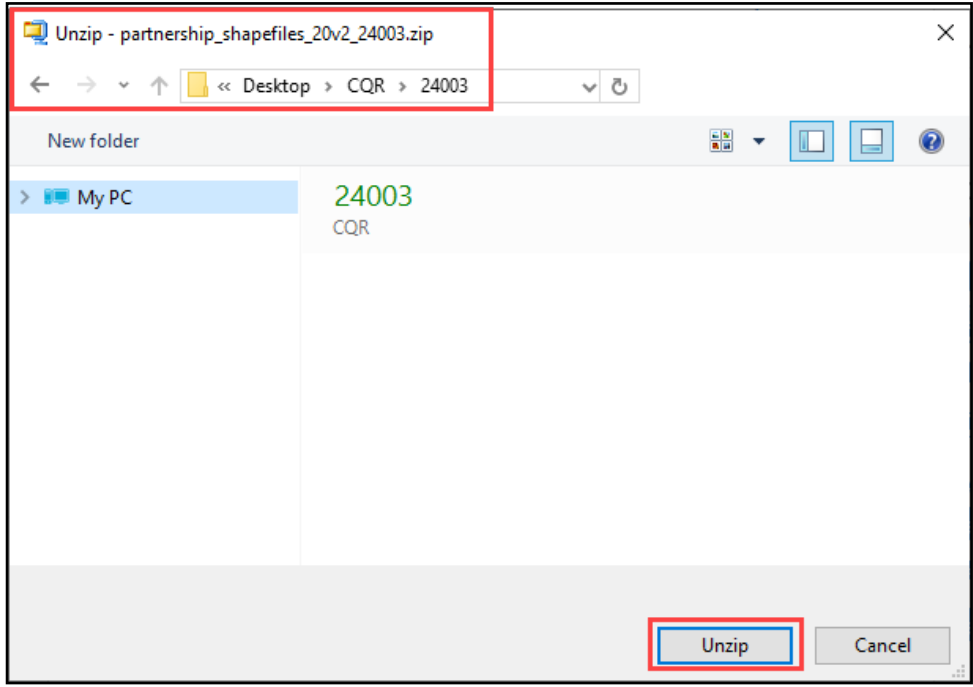 Unzip - partnership_shapefiles_20v2_24003.zip
« Desktop > CQR > 24003
New folder
My PC
24003
CQR
Unzip Cancel